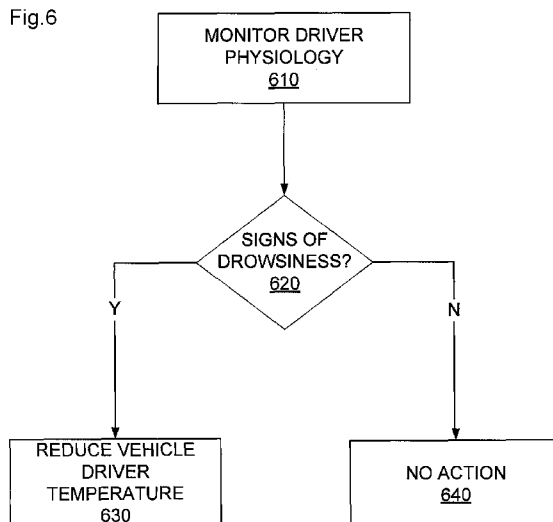 Fig.6
MONITOR DRIVER
PHYSIOLOGY
610
SIGNS OF
DROWSINESS?
620
Y
N
REDUCE VEHICLE
DRIVER
TEMPERATURE
630
NO ACTION
640